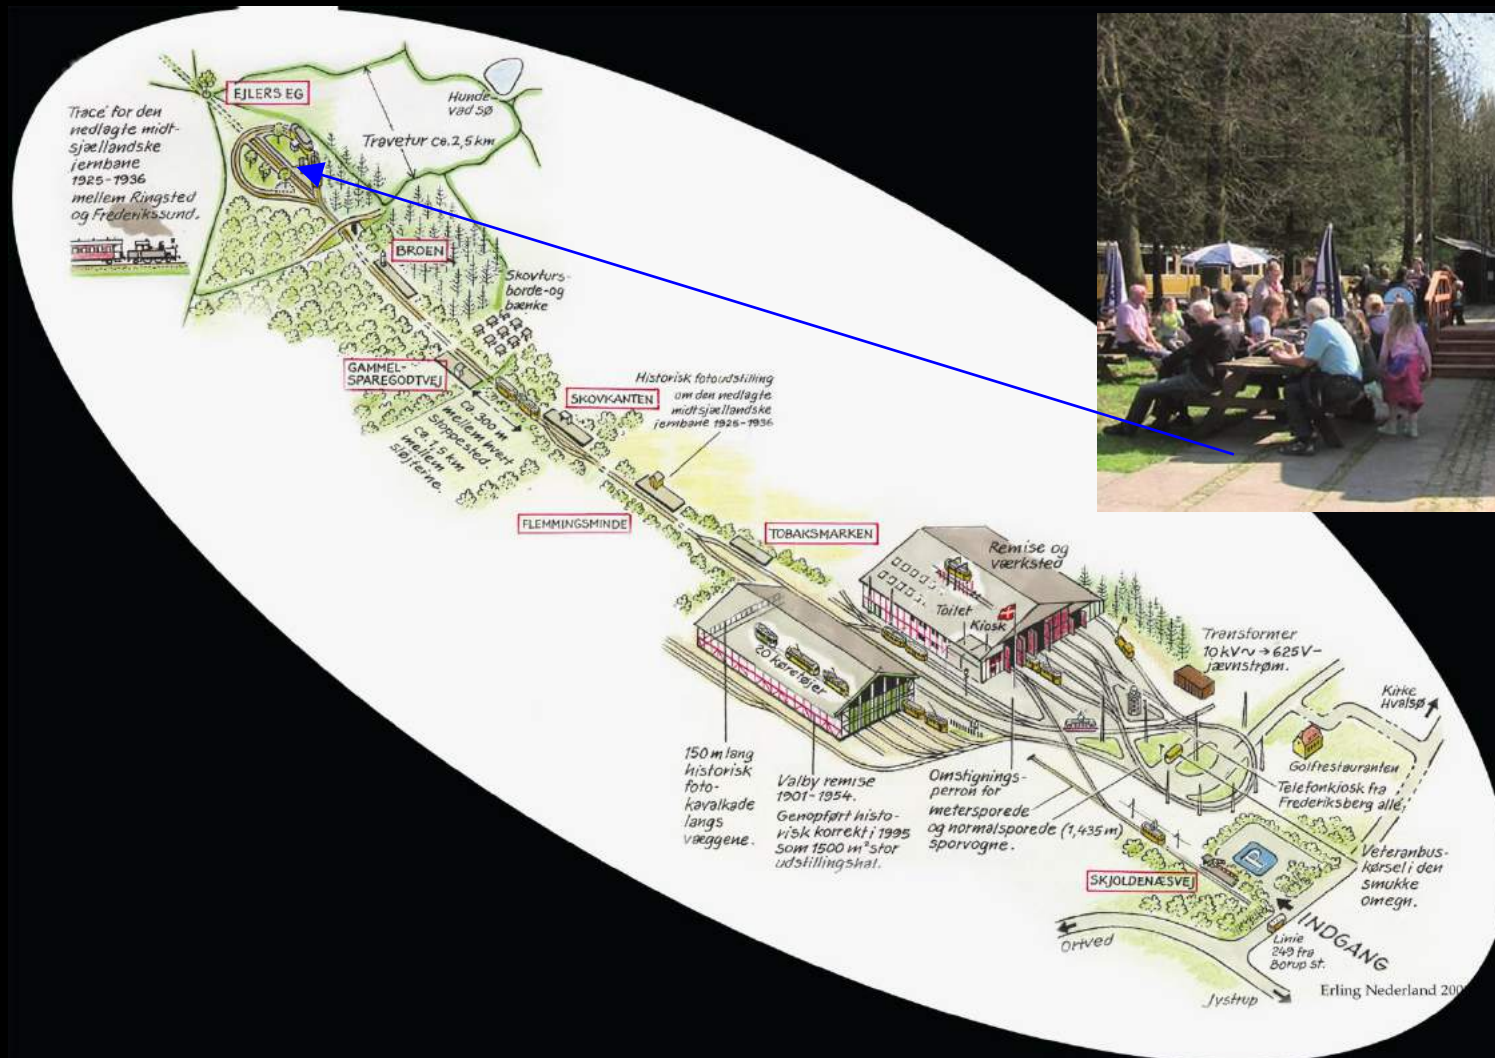 EJLERS EG
Trace' for den
nedlagte midt-
sjællandske
jernbane
1925-1936
mellem Ringsted
og Frederikssund.
Hunde-
vad sø
Travetur ca. 2,5 km
BROEN
Skovturs-
borde-og
bænke
GAMMEL-
SPAREGODTVEJ
ca. 300 m
mellem hvert
stoppested.
ca. 1,5 km
mellem
sløjferne.
SKOVKANTEN
Historisk fotoudstilling
om den nedlagte
midtsjællandske
jernbane 1925-1936
FLEMMINGSMINDE
TOBAKSMARKEN
Remise og
værksted
Toilet
Kiosk
20 køretøjer
Transformer
10 kV~ → 625 V-
jævnstrøm.
Kirke
Hvalsø
Golfrestauranten
Telefonkiosk fra
Frederiksberg alle,
150 m lang
historisk
foto-
kavalkade
langs
væggene.
Valby remise
1901-1954.
Genopført histo-
risk korrekt i 1995
som 1500 m² stor
udstillingshal.
Omstignings-
perron for
metersporede
og normalsporede (1,435 m)
sporvogne.
P
Veteranbus-
kørsel i den
smukke
omegn.
SKJOLDENÆSVEJ
INDGANG
Linie
249 fra
Borup st.
Ortved
Jystrup
Erling Nederland 200